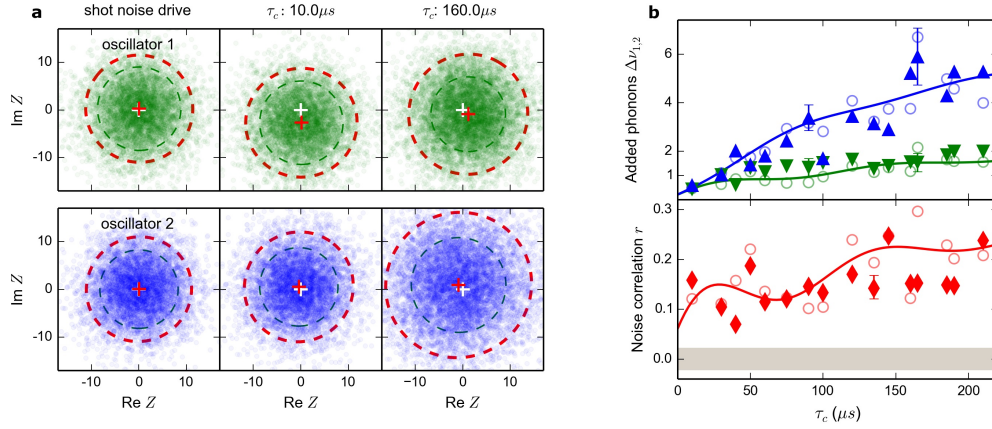 a
shot noise drive
τc: 10.0μs
τc: 160.0μs
b
oscillator 1
Im Z
10
0
−10
oscillator 2
Im Z
10
0
−10
−10 0 10
−10 0 10
−10 0 10
Re Z
Re Z
Re Z
Added phonons Δν1,2
6
4
2
1
Noise correlation r
0.3
0.2
0.1
0.0
0 50 100 150 200
τc (μs)